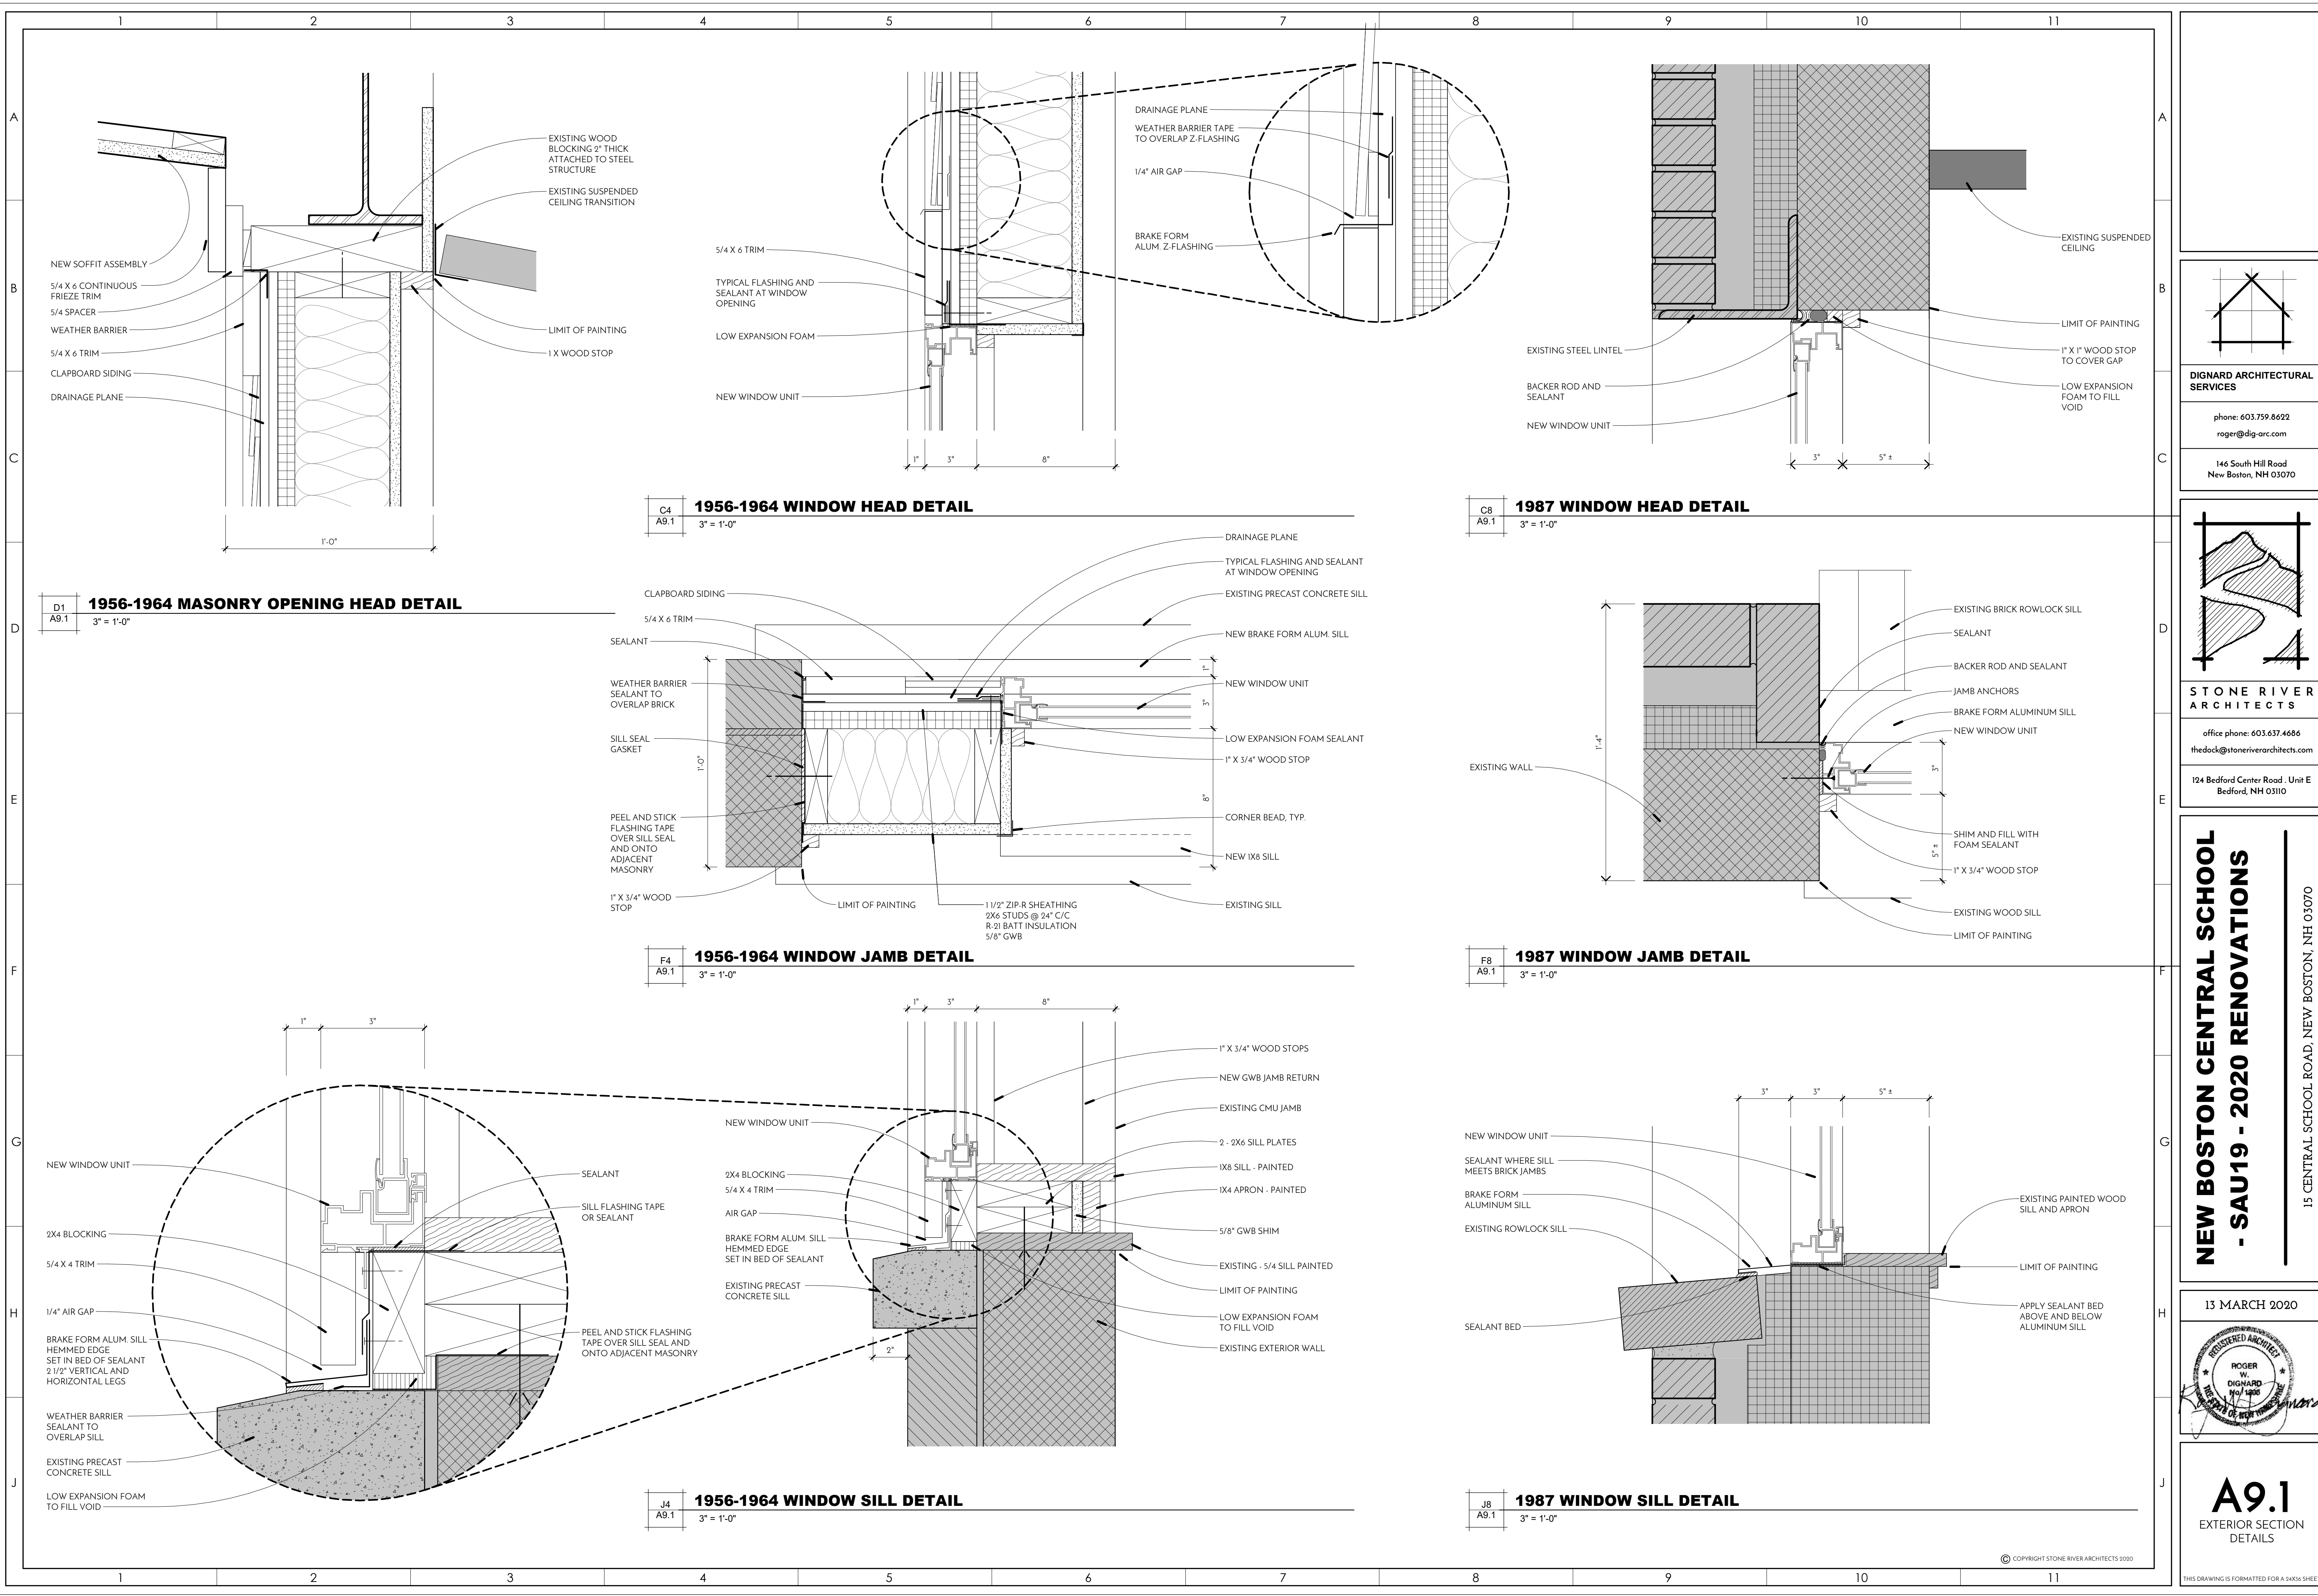 1 2 3 4 5 6 7 8 9 10 11
A
B
C
D
E
F
G
H
J
A
B
C
D
E
F
G
H
J
EXISTING WOOD
BLOCKING 2" THICK
ATTACHED TO STEEL
STRUCTURE
EXISTING SUSPENDED
CEILING TRANSITION
NEW SOFFIT ASSEMBLY
5/4 X 6 CONTINUOUS
FRIEZE TRIM
5/4 SPACER
WEATHER BARRIER
5/4 X 6 TRIM
CLAPBOARD SIDING
DRAINAGE PLANE
LIMIT OF PAINTING
1 X WOOD STOP
1'-0"
D1
A9.1
1956-1964 MASONRY OPENING HEAD DETAIL
3" = 1'-0"
5/4 X 6 TRIM
TYPICAL FLASHING AND
SEALANT AT WINDOW
OPENING
LOW EXPANSION FOAM
NEW WINDOW UNIT
DRAINAGE PLANE
WEATHER BARRIER TAPE
TO OVERLAP Z-FLASHING
1/4" AIR GAP
BRAKE FORM
ALUM. Z-FLASHING
1" 3" 8"
C4
A9.1
1956-1964 WINDOW HEAD DETAIL
3" = 1'-0"
EXISTING STEEL LINTEL
BACKER ROD AND
SEALANT
NEW WINDOW UNIT
EXISTING SUSPENDED
CEILING
LIMIT OF PAINTING
1" X 1" WOOD STOP
TO COVER GAP
LOW EXPANSION
FOAM TO FILL
VOID
3" 5" ±
C8
A9.1
1987 WINDOW HEAD DETAIL
3" = 1'-0"
CLAPBOARD SIDING
5/4 X 6 TRIM
SEALANT
WEATHER BARRIER
SEALANT TO
OVERLAP BRICK
SILL SEAL
GASKET
PEEL AND STICK
FLASHING TAPE
OVER SILL SEAL
AND ONTO
ADJACENT
MASONRY
1" X 3/4" WOOD
STOP
1'-0"
DRAINAGE PLANE
TYPICAL FLASHING AND SEALANT
AT WINDOW OPENING
EXISTING PRECAST CONCRETE SILL
NEW BRAKE FORM ALUM. SILL
NEW WINDOW UNIT
LOW EXPANSION FOAM SEALANT
1" X 3/4" WOOD STOP
CORNER BEAD, TYP.
NEW 1X8 SILL
EXISTING SILL
1"
3"
8"
LIMIT OF PAINTING
1 1/2" ZIP-R SHEATHING
2X6 STUDS @ 24" C/C
R-21 BATT INSULATION
5/8" GWB
F4
A9.1
1956-1964 WINDOW JAMB DETAIL
3" = 1'-0"
EXISTING WALL
1'-4"
EXISTING BRICK ROWLOCK SILL
SEALANT
BACKER ROD AND SEALANT
JAMB ANCHORS
BRAKE FORM ALUMINUM SILL
NEW WINDOW UNIT
SHIM AND FILL WITH
FOAM SEALANT
1" X 3/4" WOOD STOP
EXISTING WOOD SILL
LIMIT OF PAINTING
3"
5" ±
F8
A9.1
1987 WINDOW JAMB DETAIL
3" = 1'-0"
1" 3"
NEW WINDOW UNIT
2X4 BLOCKING
5/4 X 4 TRIM
1/4" AIR GAP
BRAKE FORM ALUM. SILL
HEMMED EDGE
SET IN BED OF SEALANT
2 1/2" VERTICAL AND
HORIZONTAL LEGS
WEATHER BARRIER
SEALANT TO
OVERLAP SILL
EXISTING PRECAST
CONCRETE SILL
LOW EXPANSION FOAM
TO FILL VOID
SEALANT
SILL FLASHING TAPE
OR SEALANT
PEEL AND STICK FLASHING
TAPE OVER SILL SEAL AND
ONTO ADJACENT MASONRY
1" 3" 8"
NEW WINDOW UNIT
2X4 BLOCKING
5/4 X 4 TRIM
AIR GAP
BRAKE FORM ALUM. SILL
HEMMED EDGE
SET IN BED OF SEALANT
EXISTING PRECAST
CONCRETE SILL
2"
1" X 3/4" WOOD STOPS
NEW GWB JAMB RETURN
EXISTING CMU JAMB
2 - 2X6 SILL PLATES
1X8 SILL - PAINTED
1X4 APRON - PAINTED
5/8" GWB SHIM
EXISTING - 5/4 SILL PAINTED
LIMIT OF PAINTING
LOW EXPANSION FOAM
TO FILL VOID
EXISTING EXTERIOR WALL
J4
A9.1
1956-1964 WINDOW SILL DETAIL
3" = 1'-0"
3" 3" 5" ±
NEW WINDOW UNIT
SEALANT WHERE SILL
MEETS BRICK JAMBS
BRAKE FORM
ALUMINUM SILL
EXISTING ROWLOCK SILL
SEALANT BED
EXISTING PAINTED WOOD
SILL AND APRON
LIMIT OF PAINTING
APPLY SEALANT BED
ABOVE AND BELOW
ALUMINUM SILL
J8
A9.1
1987 WINDOW SILL DETAIL
3" = 1'-0"
© COPYRIGHT STONE RIVER ARCHITECTS 2020
1 2 3 4 5 6 7 8 9 10 11
DIGNARD ARCHITECTURAL
SERVICES
phone: 603.759.8622
roger@dig-arc.com
146 South Hill Road
New Boston, NH 03070
STONE RIVER
ARCHITECTS
office phone: 603.637.4686
thedock@stoneriverarchitects.com
124 Bedford Center Road . Unit E
Bedford, NH 03110
NEW BOSTON CENTRAL SCHOOL
- SAU19 - 2020 RENOVATIONS
15 CENTRAL SCHOOL ROAD, NEW BOSTON, NH 03070
13 MARCH 2020
REGISTERED ARCHITECT
ROGER
W.
DIGNARD
No.
OF NEW HAMPSHIRE
A9.1
EXTERIOR SECTION
DETAILS
THIS DRAWING IS FORMATTED FOR A 24X36 SHEE